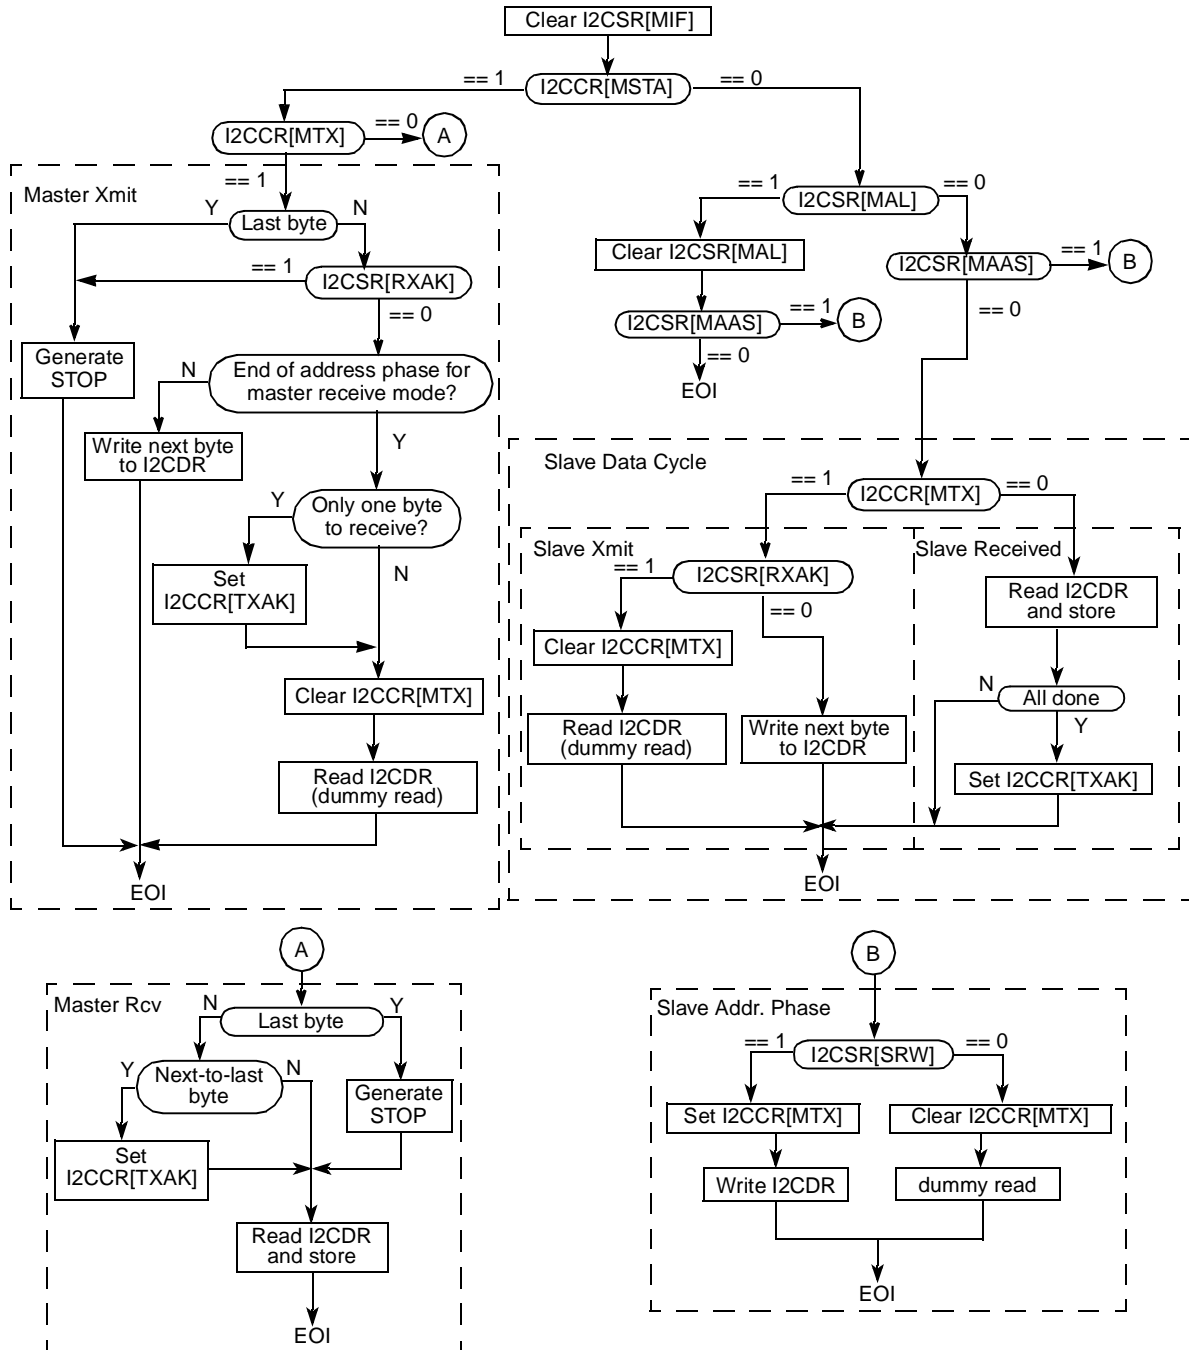 Clear I2CSR[MIF]
== 1
I2CCR[MSTA]
== 0
I2CCR[MTX]
== 0
A
== 1
Master Xmit
Y
Last byte
N
== 1
I2CSR[RXAK]
== 0
Generate
STOP
N
End of address phase for
master receive mode?
Write next byte
to I2CDR
Y
Y
Only one byte
to receive?
Set
I2CCR[TXAK]
N
Clear I2CCR[MTX]
Read I2CDR
(dummy read)
EOI
== 1
I2CSR[MAL]
== 0
Clear I2CSR[MAL]
I2CSR[MAAS]
== 1
B
== 0
EOI
I2CSR[MAAS]
== 1
B
== 0
Slave Data Cycle
== 1
I2CCR[MTX]
== 0
Slave Xmit
== 1
I2CSR[RXAK]
== 0
Clear I2CCR[MTX]
Read I2CDR
(dummy read)
Write next byte
to I2CDR
Slave Received
Read I2CDR
and store
N
All done
Y
Set I2CCR[TXAK]
EOI
A
Master Rcv
N
Last byte
Y
Y
Next-to-last
byte
N
Generate
STOP
Set
I2CCR[TXAK]
Read I2CDR
and store
EOI
B
Slave Addr. Phase
== 1
I2CSR[SRW]
== 0
Set I2CCR[MTX]
Clear I2CCR[MTX]
Write I2CDR
dummy read
EOI